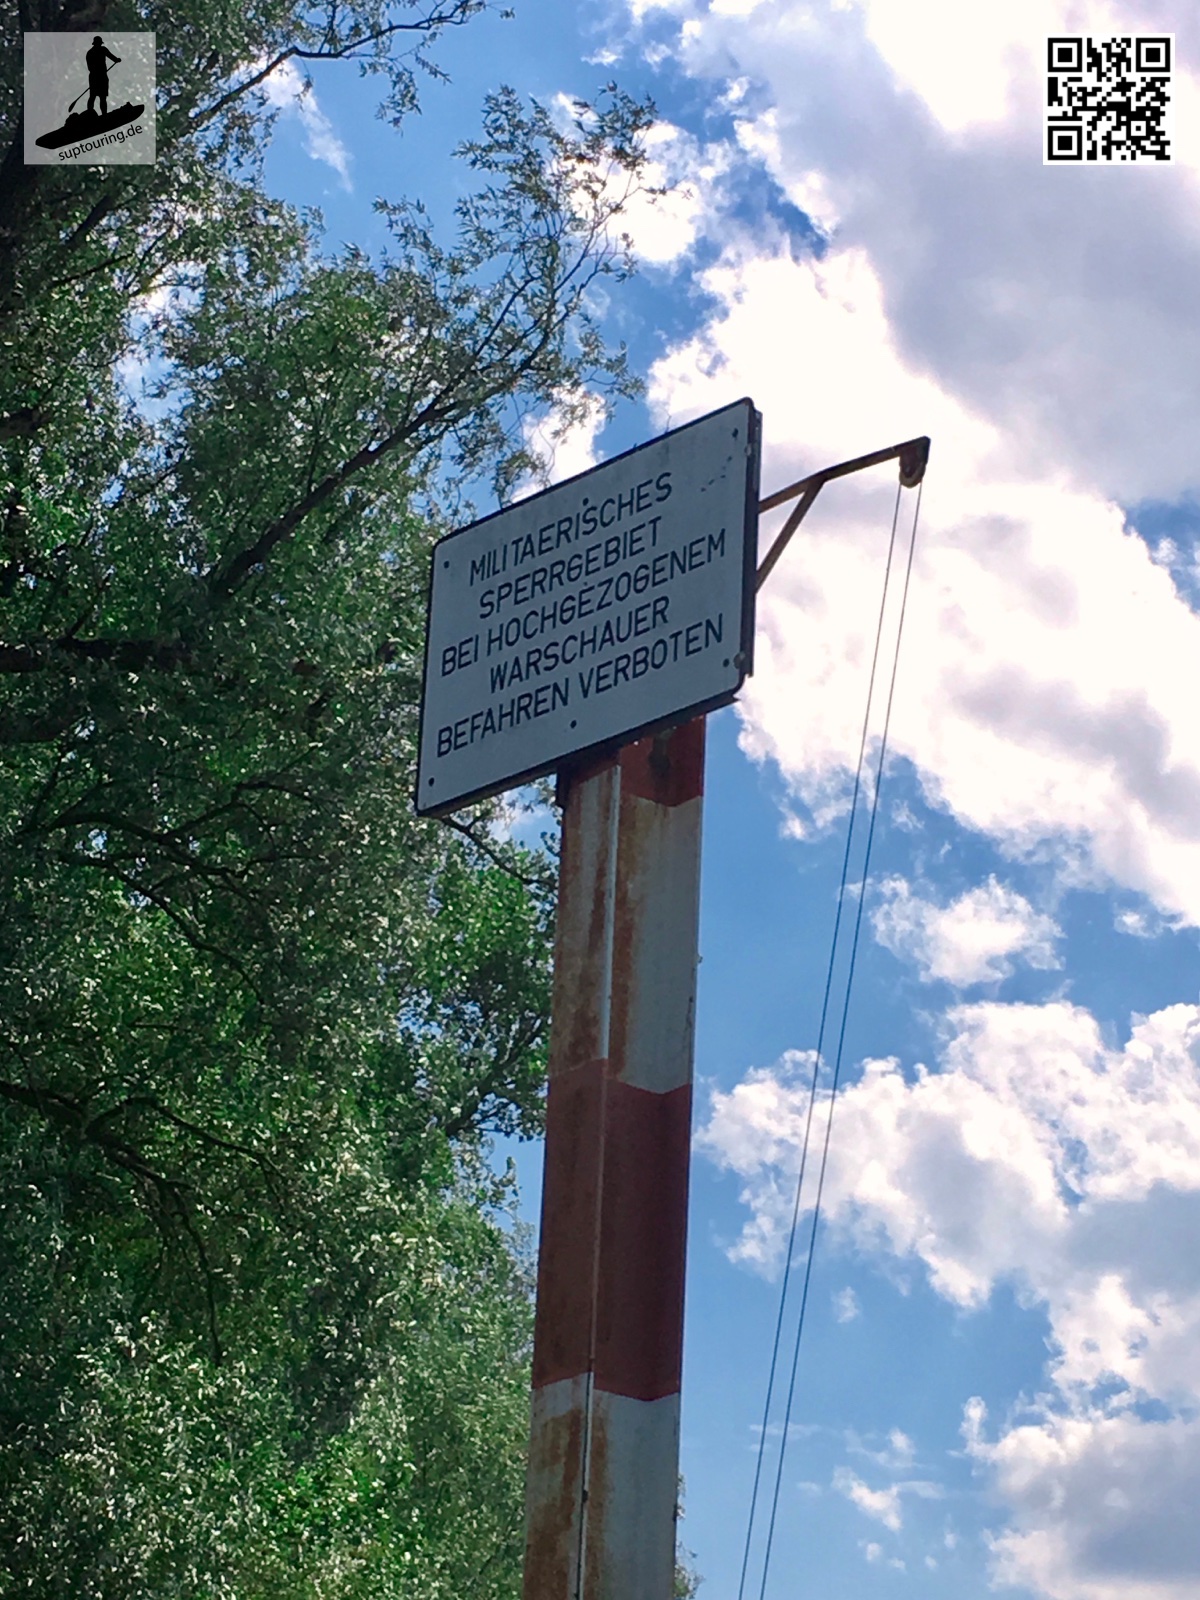 suptouring.de
MILITAERISCHES
SPERRGEBIET
BEI HOCHGEZOGENEM
WARSCHAUER
BEFAHREN VERBOTEN